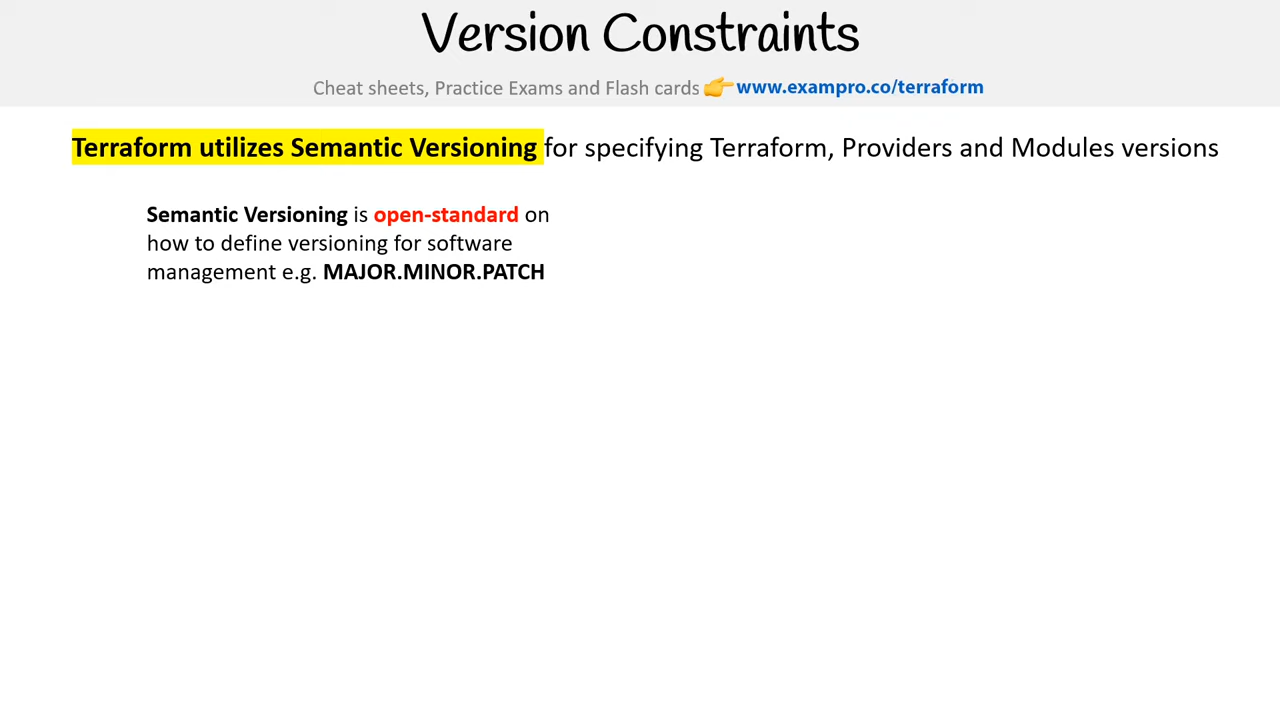 Version Constraints
Cheat sheets, Practice Exams and Flash cards 👉 www.exampro.co/terraform
Terraform utilizes Semantic Versioning for specifying Terraform, Providers and Modules versions
Semantic Versioning is open-standard on
how to define versioning for software
management e.g. MAJOR.MINOR.PATCH